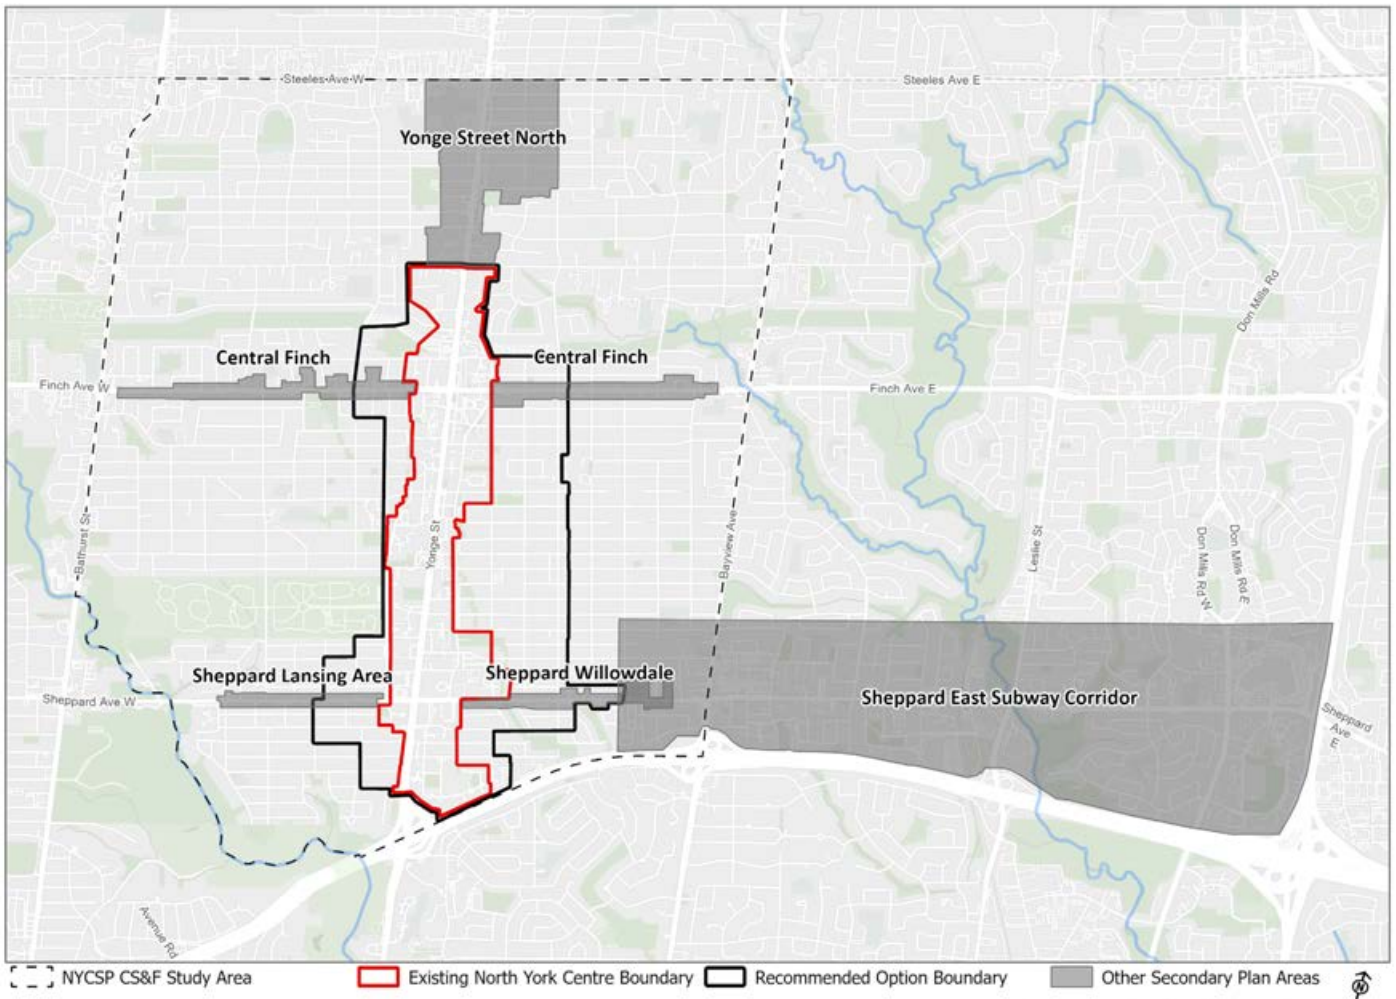 Steeles Ave W
Steeles Ave E
Yonge Street North
Don Mills Rd
Central Finch
Central Finch
Finch Ave W
Finch Ave E
Bathurst St
Yonge St
Bayview Ave
Leslie St
Don Mills Rd W
Don Mills Rd E
Sheppard Lansing Area
Sheppard Willowdale
Sheppard Ave W
Sheppard East Subway Corridor
Sheppard
Ave
E
Avenue Rd
NYCSP CS&F Study Area
Existing North York Centre Boundary
Recommended Option Boundary
Other Secondary Plan Areas
N